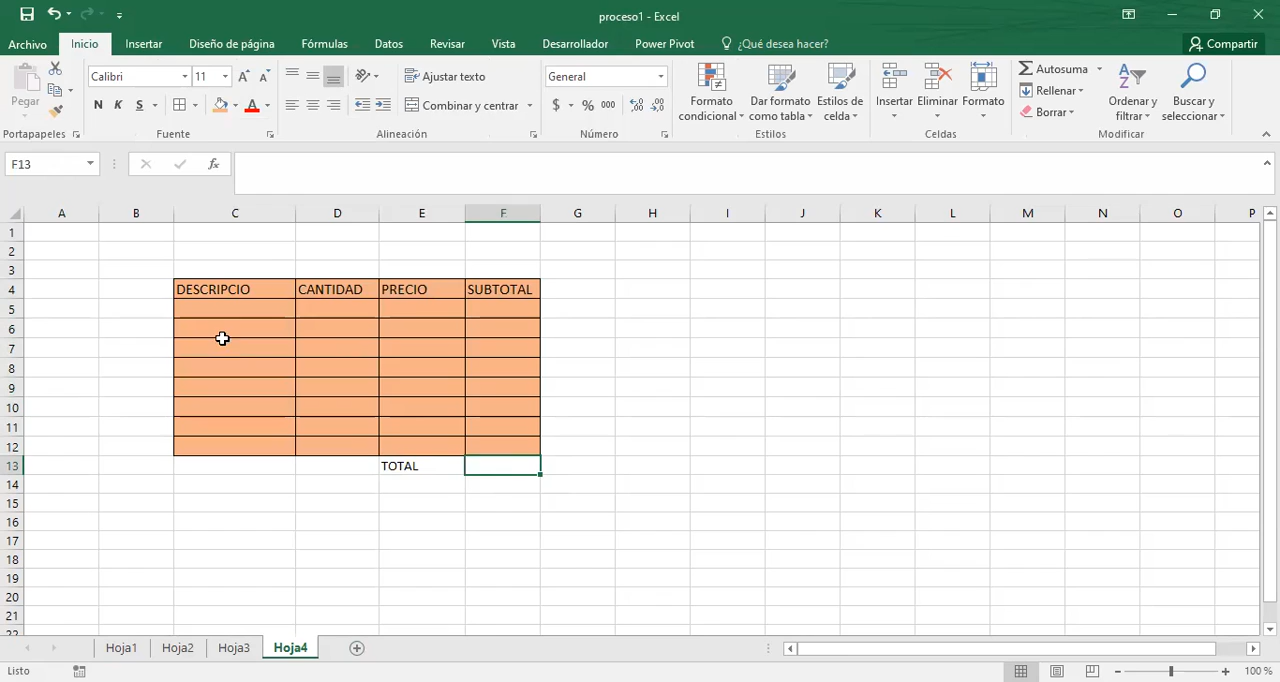 proceso1 - Excel
Archivo Inicio Insertar Diseño de página Fórmulas Datos Revisar Vista Desarrollador Power Pivot ¿Qué desea hacer? Compartir
Pegar
Calibri 11
N K S
Ajustar texto
Combinar y centrar
General
$ % 000
Formato condicional
Dar formato como tabla
Estilos de celda
Insertar
Eliminar
Formato
Autosuma
Rellenar
Borrar
Ordenar y filtrar
Buscar y seleccionar
Portapapeles Fuente Alineación Número Estilos Celdas Modificar
F13 fx
A B C D E F G H I J K L M N O P
1
2
3
4 DESCRIPCIO CANTIDAD PRECIO SUBTOTAL
5
6
7
8
9
10
11
12
13 TOTAL
14
15
16
17
18
19
20
21
22
Hoja1 Hoja2 Hoja3 Hoja4
Listo 100 %